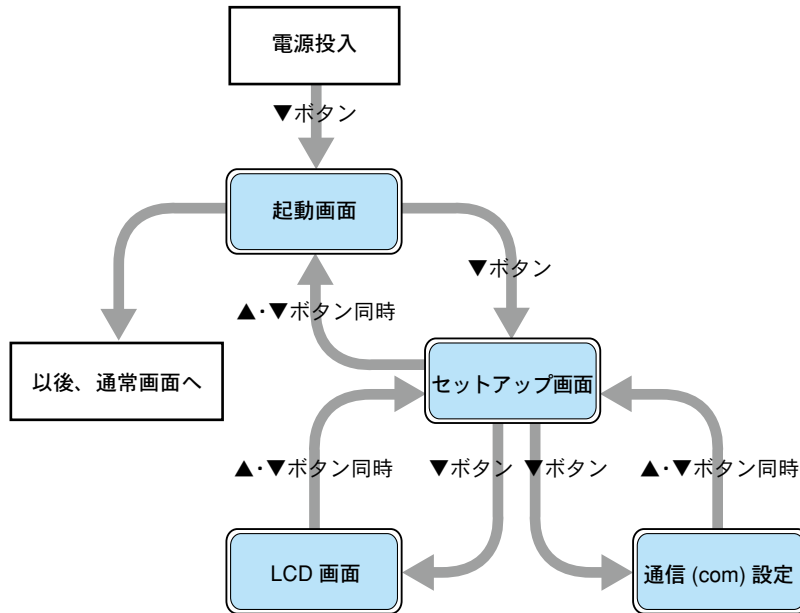 電源投入
▼ボタン
起動画面
▼ボタン
▲・▼ボタン同時
以後、通常画面へ
セットアップ画面
▲・▼ボタン同時
▼ボタン
▼ボタン
▲・▼ボタン同時
LCD 画面
通信 (com) 設定